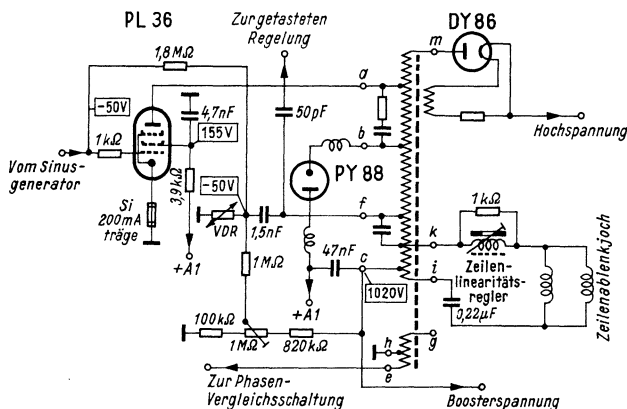 PL 36
Zur getasteten
Regelung
DY 86
1,8MΩ
m
a
-50V
4,7nF
50pF
1kΩ
155V
b
Hochspannung
Vom Sinus-
generator
PY 88
3,9kΩ
-50V
f
1kΩ
Si
200mA
träge
VDR
1,5nF
k
+A1
1MΩ
47nF
c
i
Zeilen-
linearitäts-
regler
Zeilenablenkjoch
1020V
0,22µF
+A1
100kΩ
1MΩ
820kΩ
h
g
e
Zur Phasen-
Vergleichsschaltung
Boosterspannung